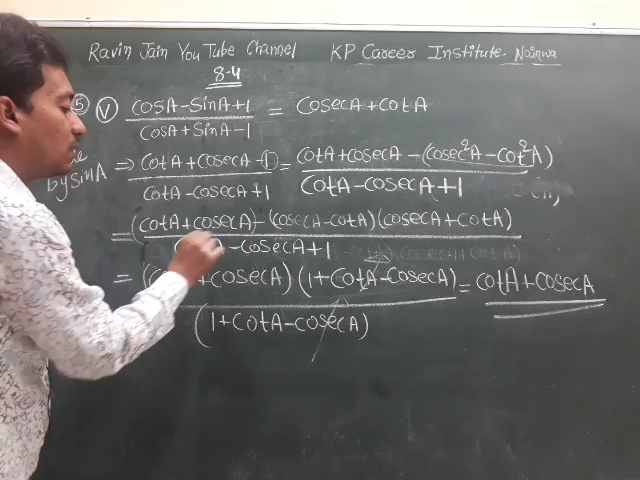 Ravin Jain YouTube Channel KP Career Institute. Nainwa
8.4
⑤ Ⓥ (cosA - sinA + 1) / (cosA + sinA - 1) = cosecA + cotA
by sinA ⇒ (cotA + cosecA - ①) / (cotA - cosecA + 1) = (cotA + cosecA - (cosec²A - cot²A)) / (cotA - cosecA + 1)
= ((cotA + cosecA) - (cosecA - cotA)(cosecA + cotA)) / ( - cosecA + 1)
= ( + cosecA)(1 + cotA - cosecA) / (1 + cotA - cosecA) = cotA + cosecA